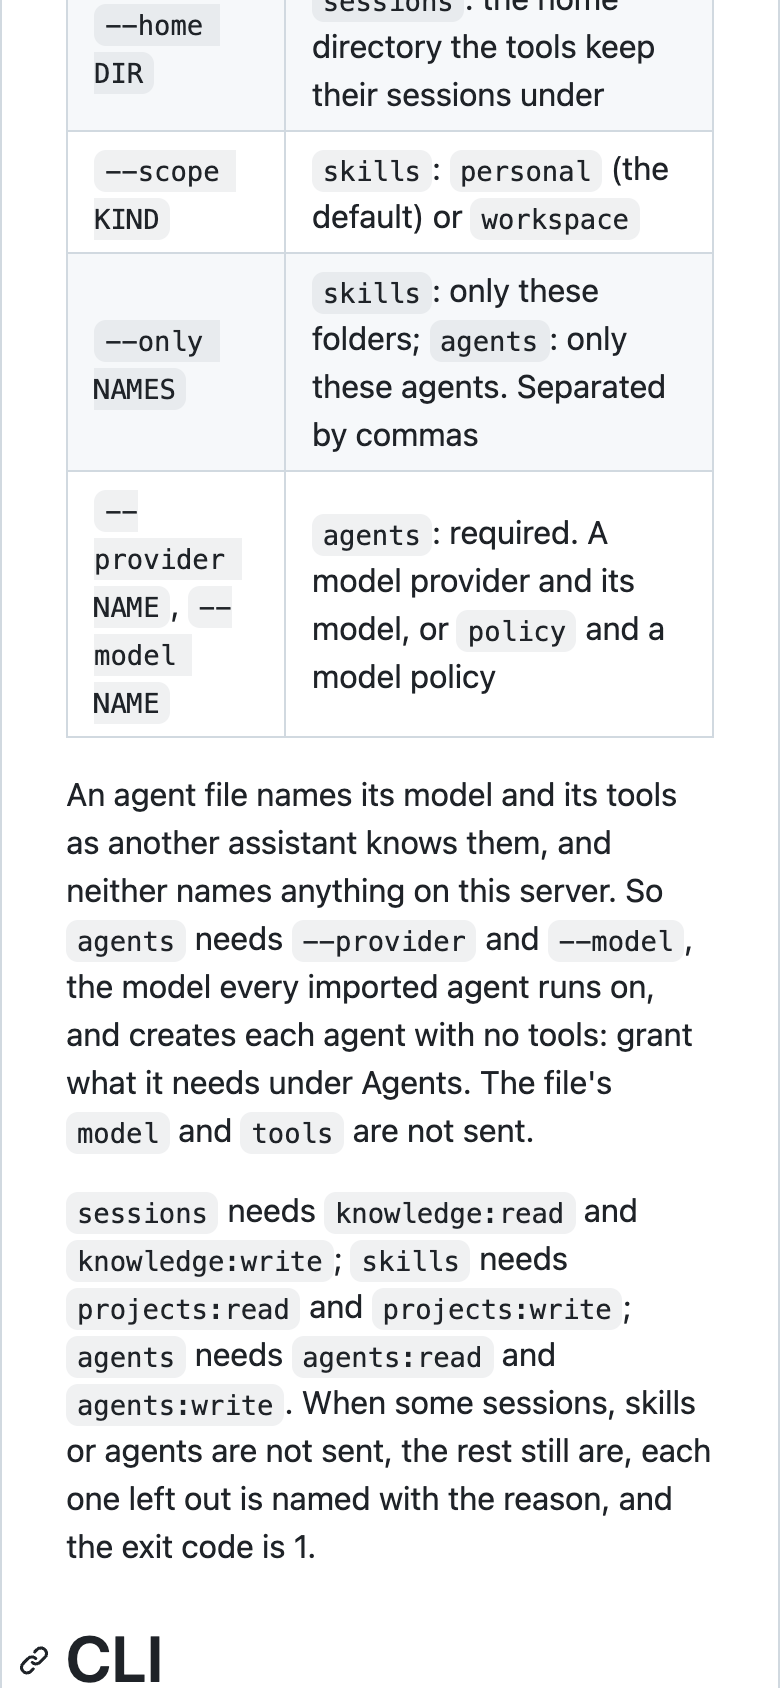 --home
DIR
sessions: the home
directory the tools keep
their sessions under
--scope
KIND
skills: personal (the
default) or workspace
--only
NAMES
skills: only these
folders; agents: only
these agents. Separated
by commas
--
provider
NAME, --
model
NAME
agents: required. A
model provider and its
model, or policy and a
model policy
An agent file names its model and its tools
as another assistant knows them, and
neither names anything on this server. So
agents needs --provider and --model,
the model every imported agent runs on,
and creates each agent with no tools: grant
what it needs under Agents. The file's
model and tools are not sent.
sessions needs knowledge:read and
knowledge:write; skills needs
projects:read and projects:write;
agents needs agents:read and
agents:write. When some sessions, skills
or agents are not sent, the rest still are, each
one left out is named with the reason, and
the exit code is 1.
CLI